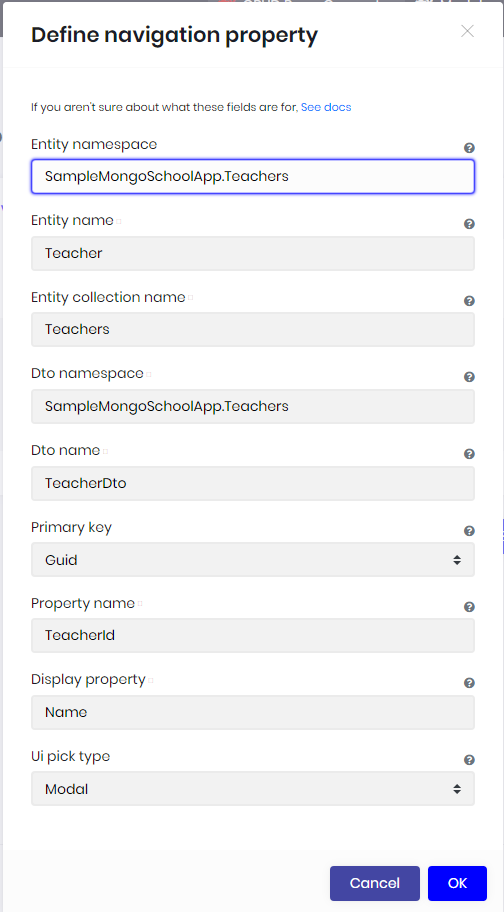 Define navigation property
If you aren't sure about what these fields are for, See docs
Entity namespace
SampleMongoSchoolApp.Teachers
Entity name
Teacher
Entity collection name
Teachers
Dto namespace
SampleMongoSchoolApp.Teachers
Dto name
TeacherDto
Primary key
Guid
Property name
TeacherId
Display property
Name
Ui pick type
Modal
Cancel OK